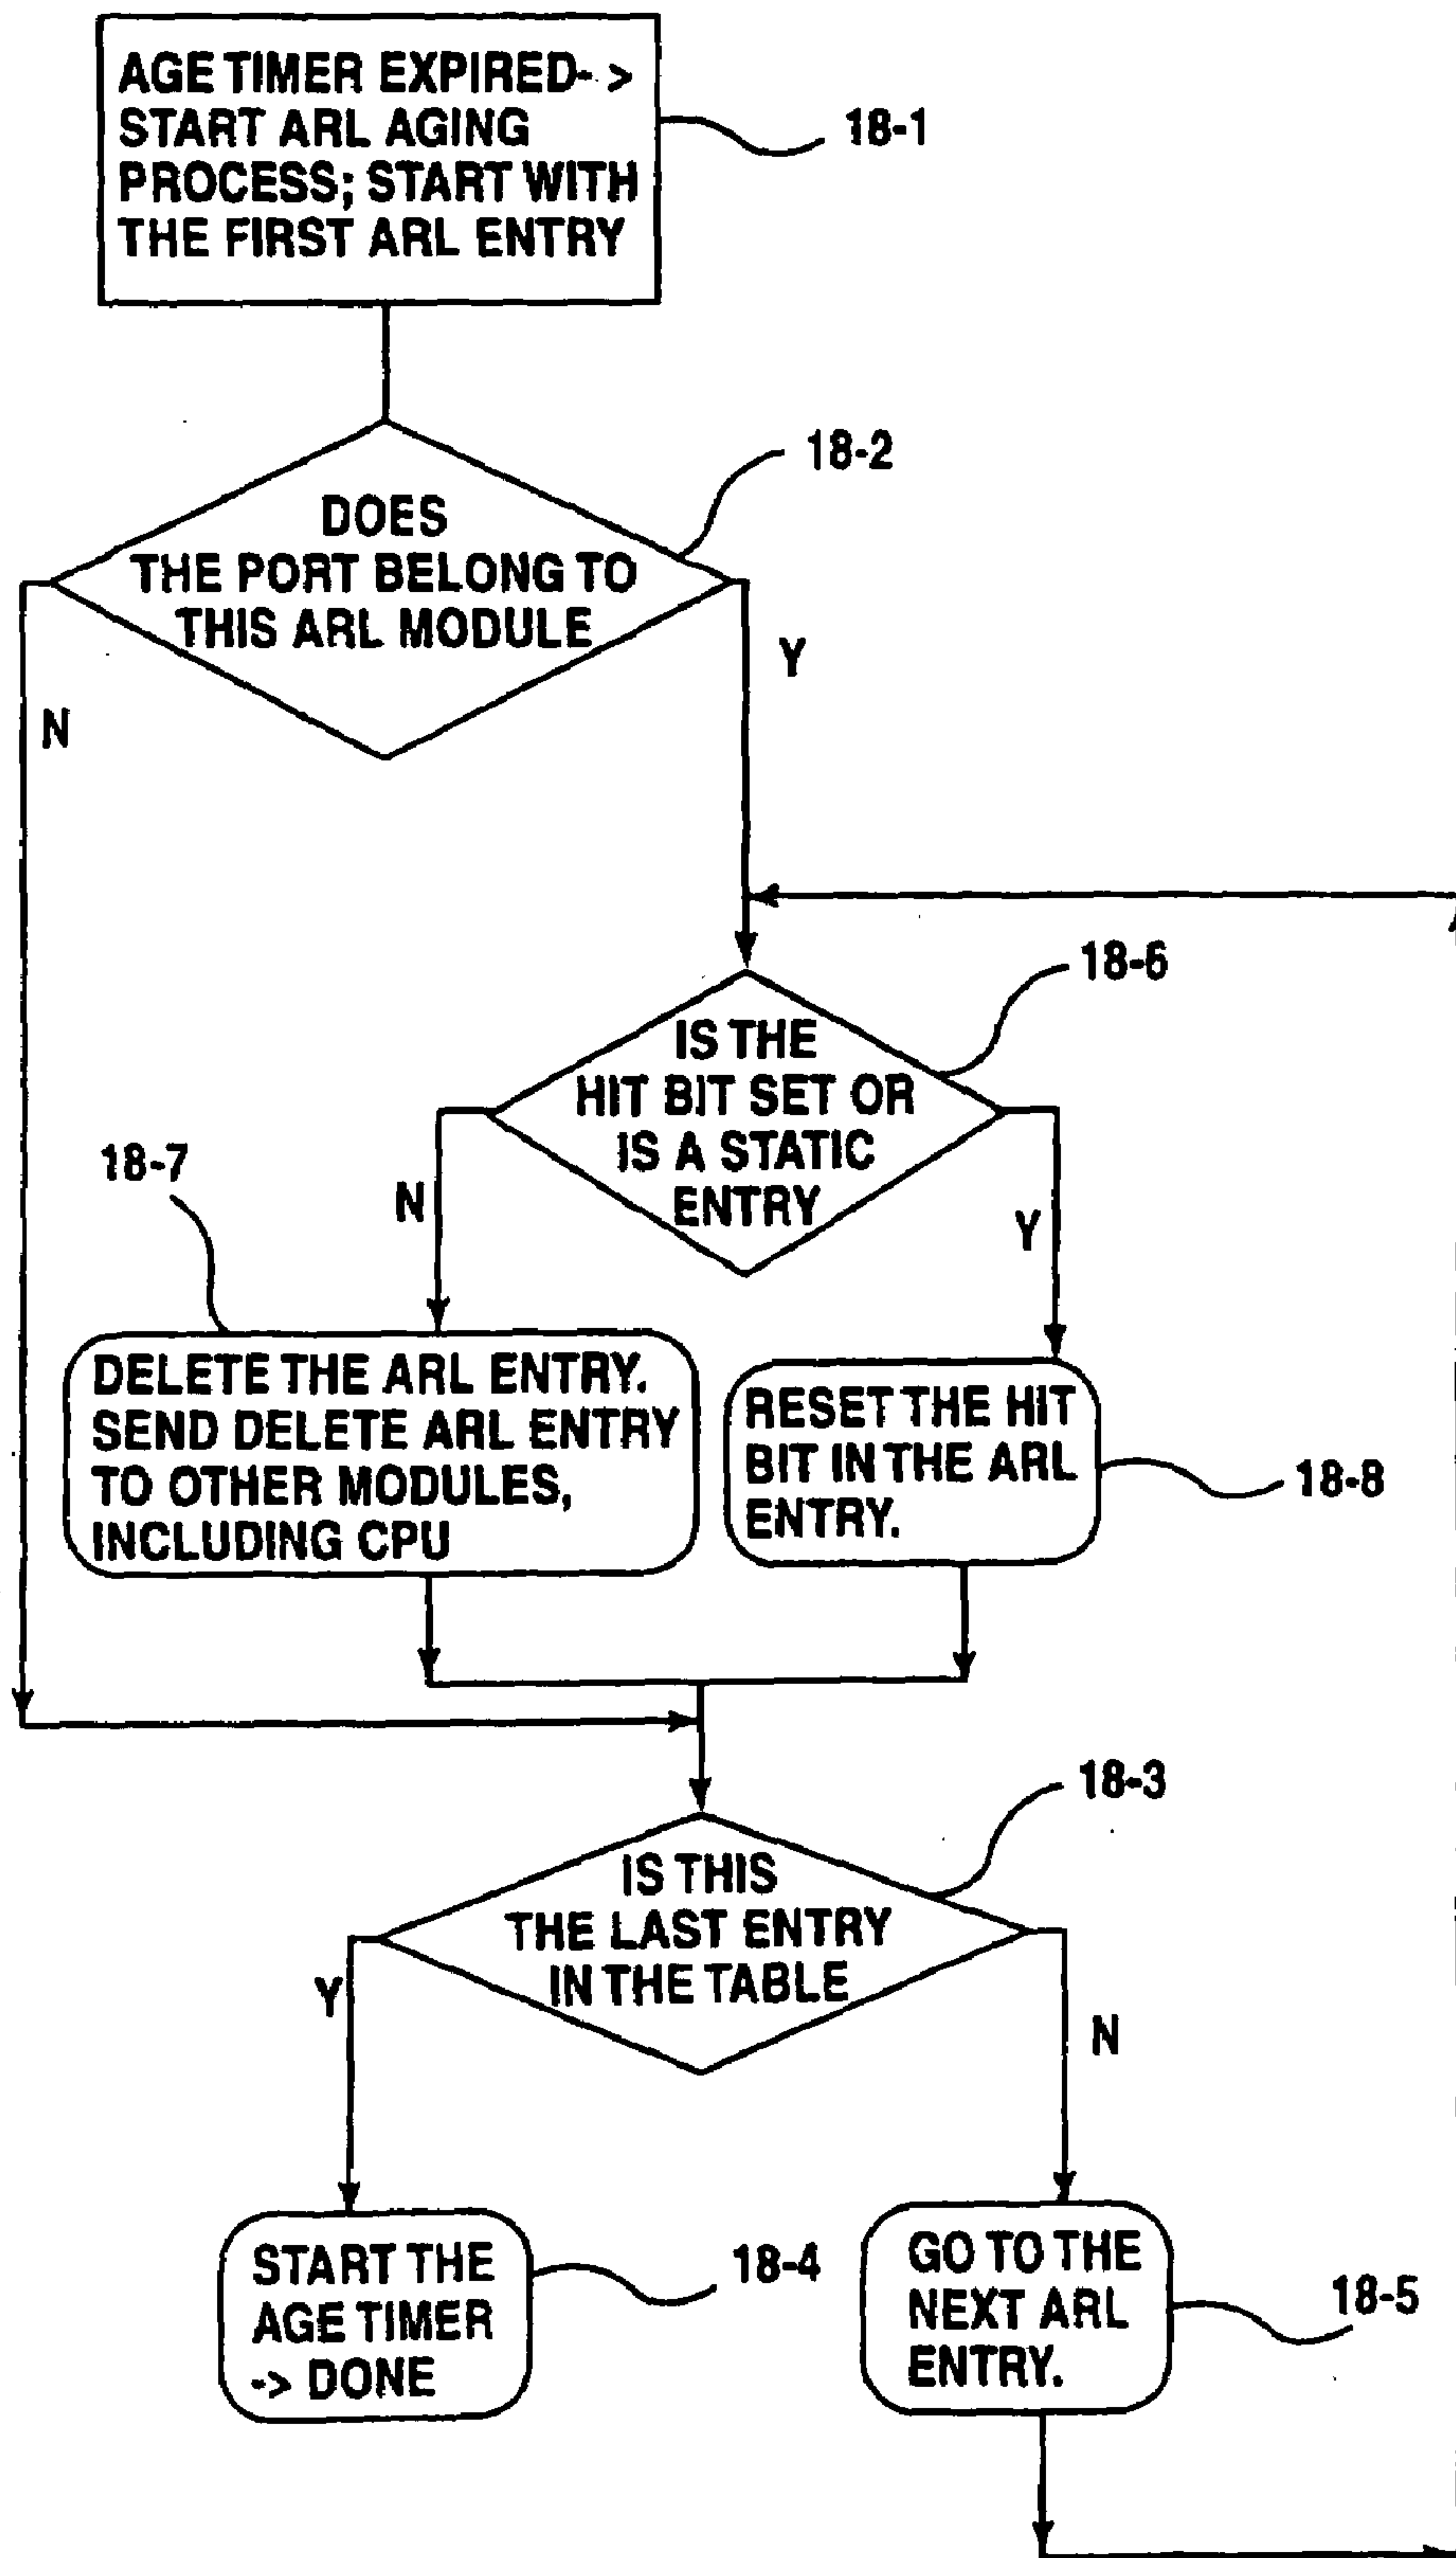 AGE TIMER EXPIRED- >
START ARL AGING
PROCESS; START WITH
THE FIRST ARL ENTRY
18-1
18-2
DOES
THE PORT BELONG TO
THIS ARL MODULE
Y
N
18-6
IS THE
HIT BIT SET OR
IS A STATIC
ENTRY
18-7
N
Y
DELETE THE ARL ENTRY.
SEND DELETE ARL ENTRY
TO OTHER MODULES,
INCLUDING CPU
RESET THE HIT
BIT IN THE ARL
ENTRY.
18-8
18-3
IS THIS
THE LAST ENTRY
IN THE TABLE
Y
N
START THE
AGE TIMER
-> DONE
18-4
GO TO THE
NEXT ARL
ENTRY.
18-5